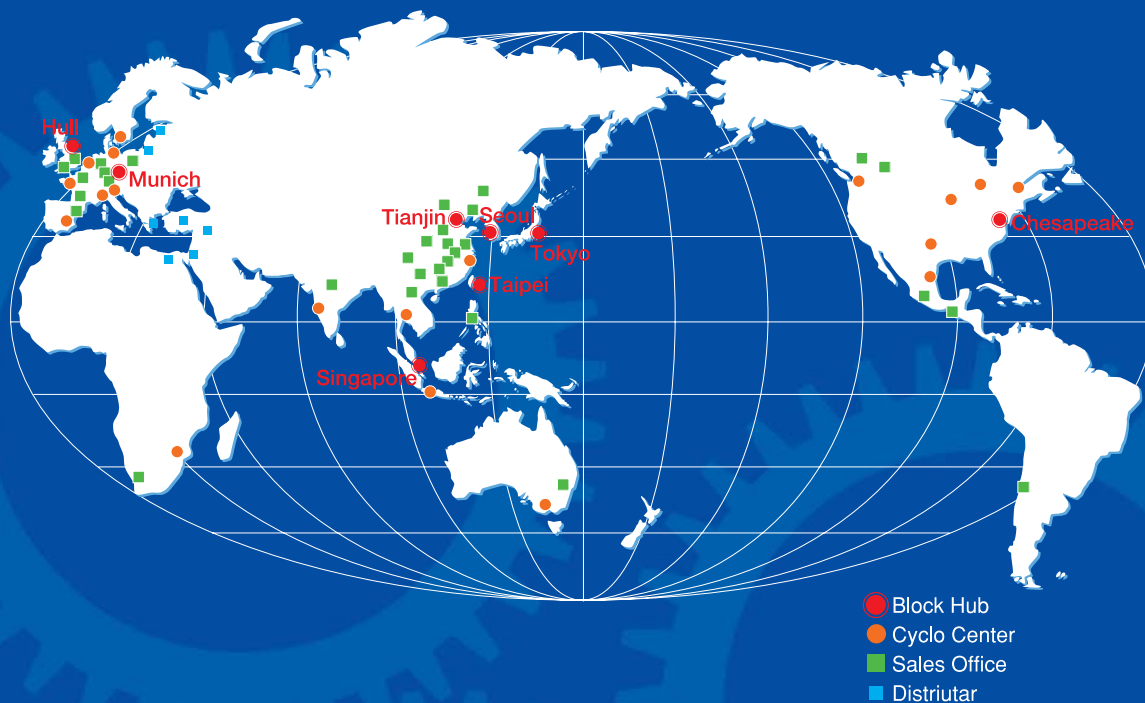 Hull
Munich
Tianjin
Seoul
Tokyo
Taipei
Singapore
Chesapeake
Block Hub
Cyclo Center
Sales Office
Distriutar